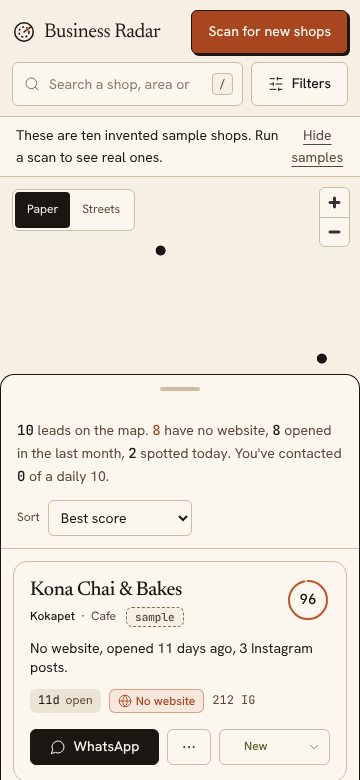 Business Radar
Scan for new shops
Search a shop, area or
/
Filters
These are ten invented sample shops. Run
a scan to see real ones.
Hide
samples
Paper
Streets
10 leads on the map. 8 have no website, 8 opened
in the last month, 2 spotted today. You've contacted
0 of a daily 10.
Sort
Best score
Kona Chai & Bakes
96
Kokapet · Cafe
sample
No website, opened 11 days ago, 3 Instagram
posts.
11d open
No website
212 IG
WhatsApp
...
New